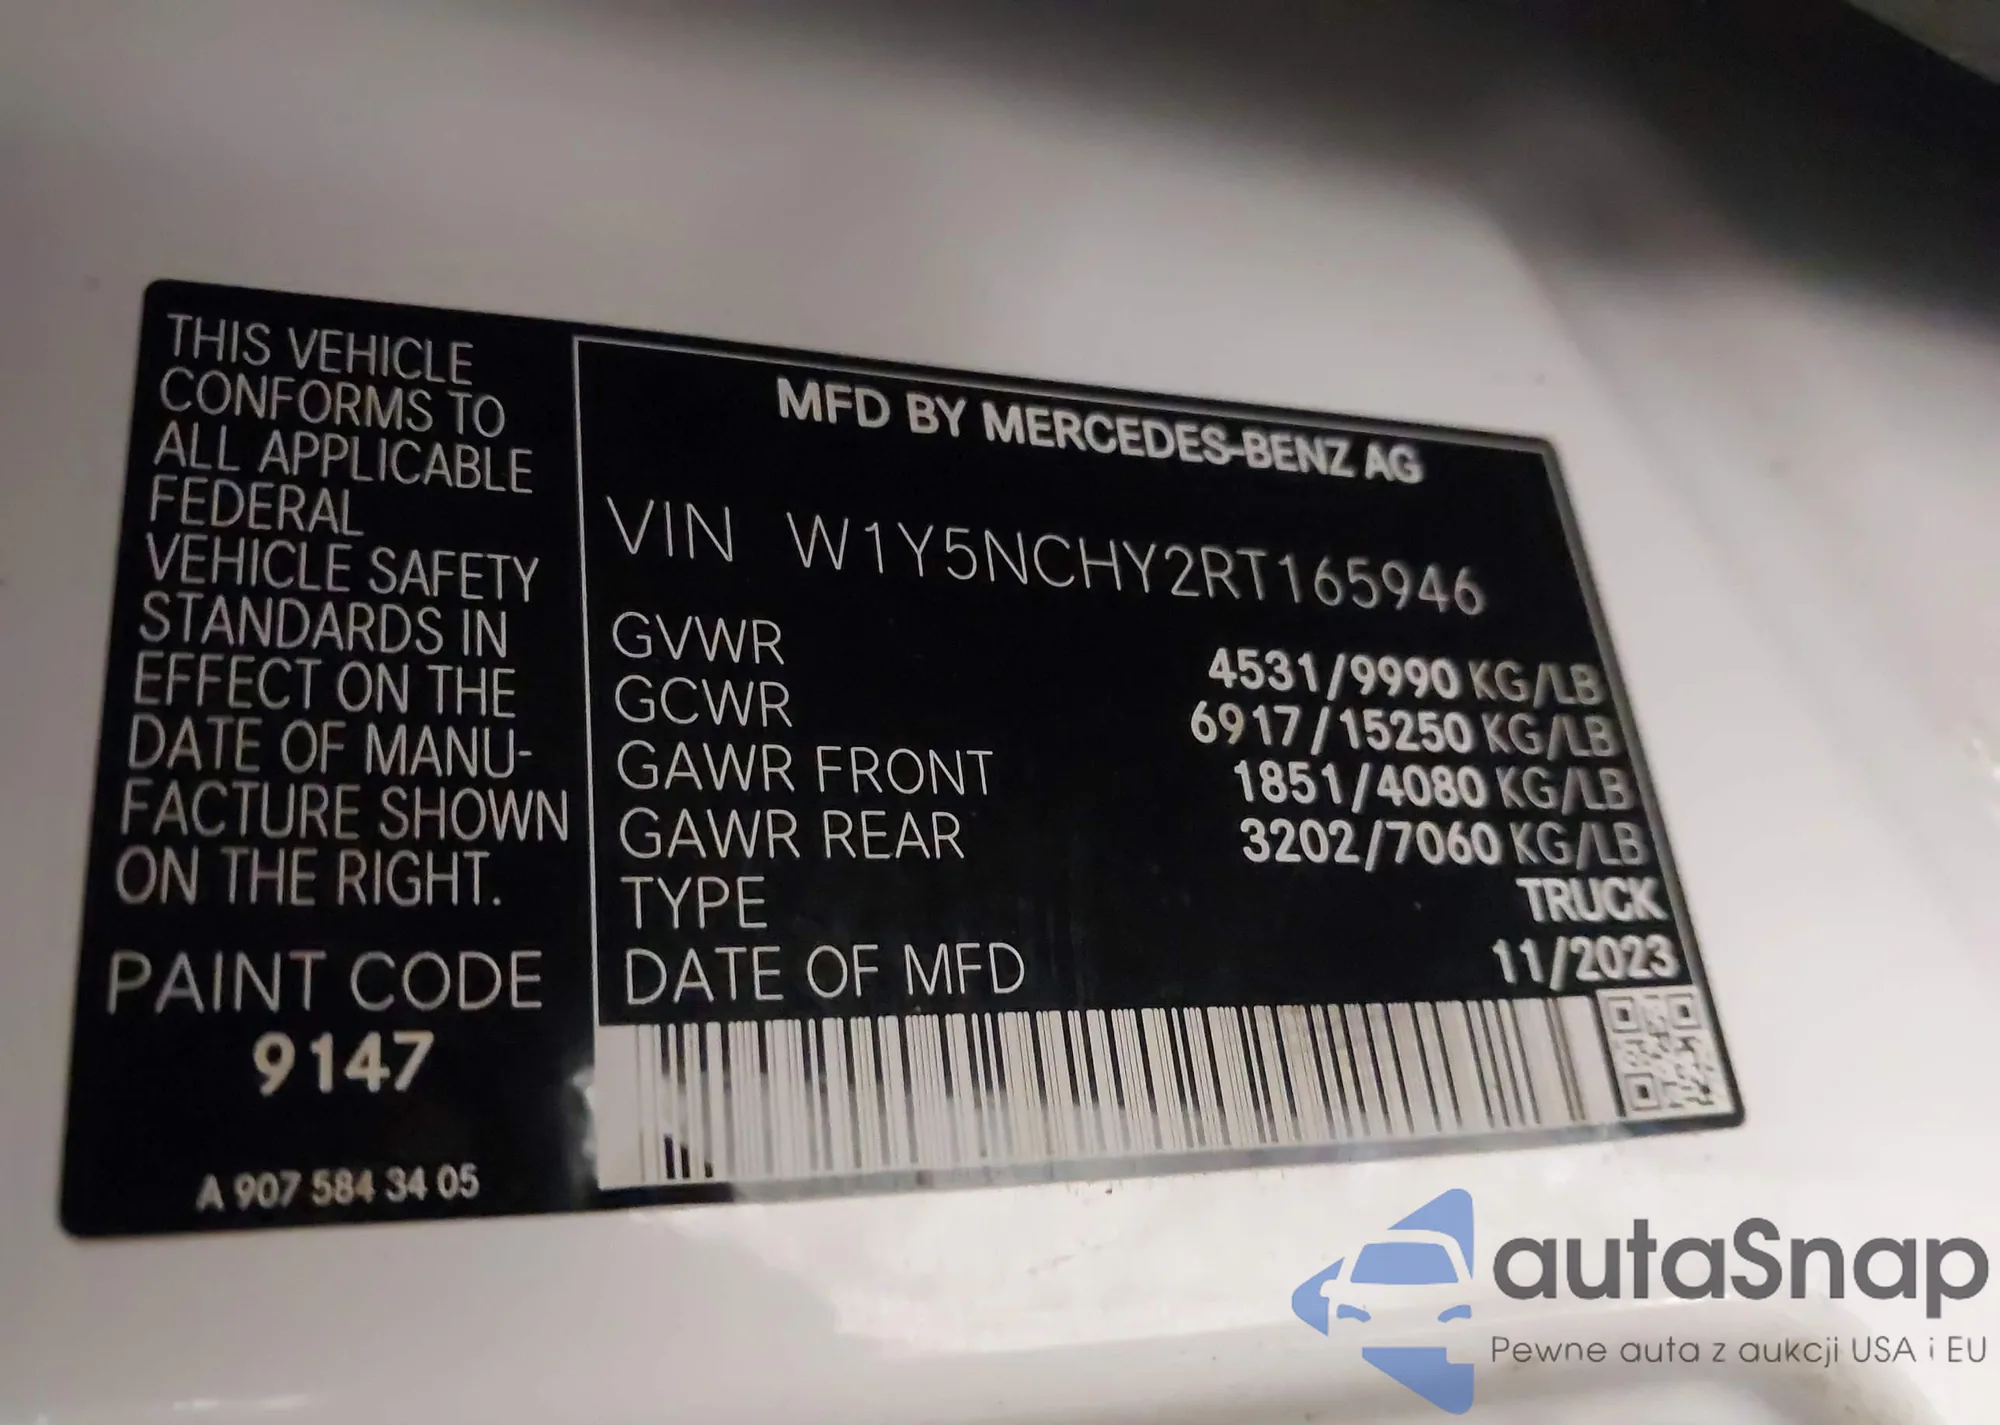 THIS VEHICLE
CONFORMS TO
ALL APPLICABLE
FEDERAL
VEHICLE SAFETY
STANDARDS IN
EFFECT ON THE
DATE OF MANU-
FACTURE SHOWN
ON THE RIGHT.
PAINT CODE
9147
A 907 584 34 05
MFD BY MERCEDES-BENZ AG
VIN W1Y5NCHY2RT165946
GVWR 4531/9990 KG/LB
GCWR 6917/15250 KG/LB
GAWR FRONT 1851/4080 KG/LB
GAWR REAR 3202/7060 KG/LB
TYPE TRUCK
DATE OF MFD 11/2023
autaSnap
Pewne auta z aukcji USA i EU